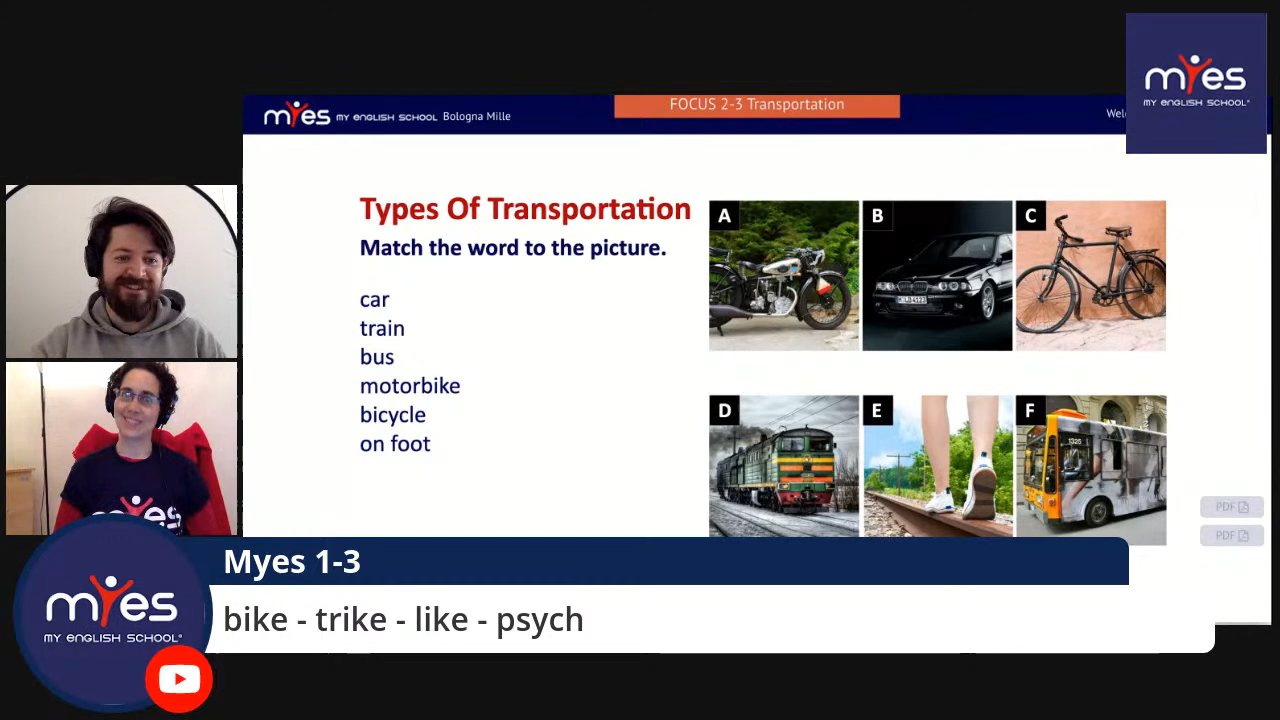 myes
MY ENGLISH SCHOOL
myes MY ENGLISH SCHOOL Bologna Mille
FOCUS 2-3 Transportation
Types Of Transportation
Match the word to the picture.
car
train
bus
motorbike
bicycle
on foot
A
B
C
D
E
F
1325
PDF
PDF
myes
Myes 1-3
bike - trike - like - psych
myes
MY ENGLISH SCHOOL